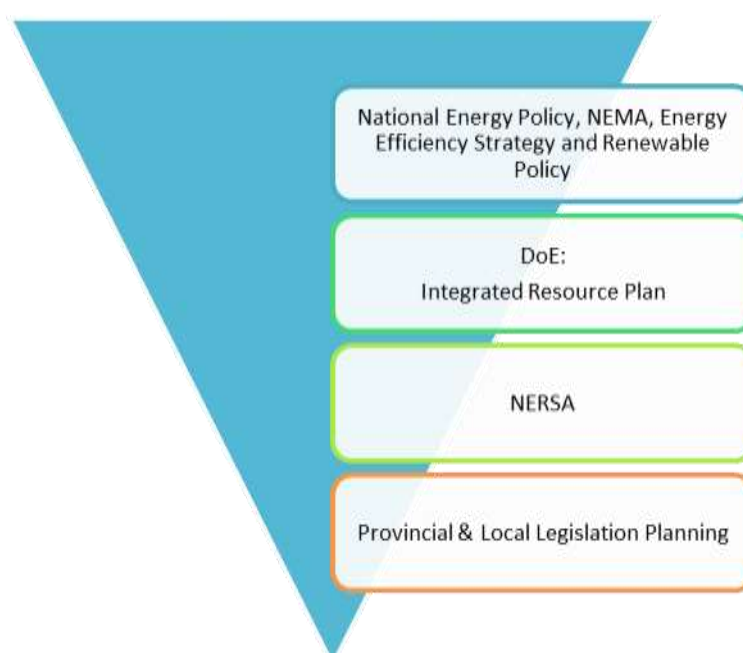 National Energy Policy, NEMA, Energy
Efficiency Strategy and Renewable
Policy
DoE:
Integrated Resource Plan
NERSA
Provincial & Local Legislation Planning